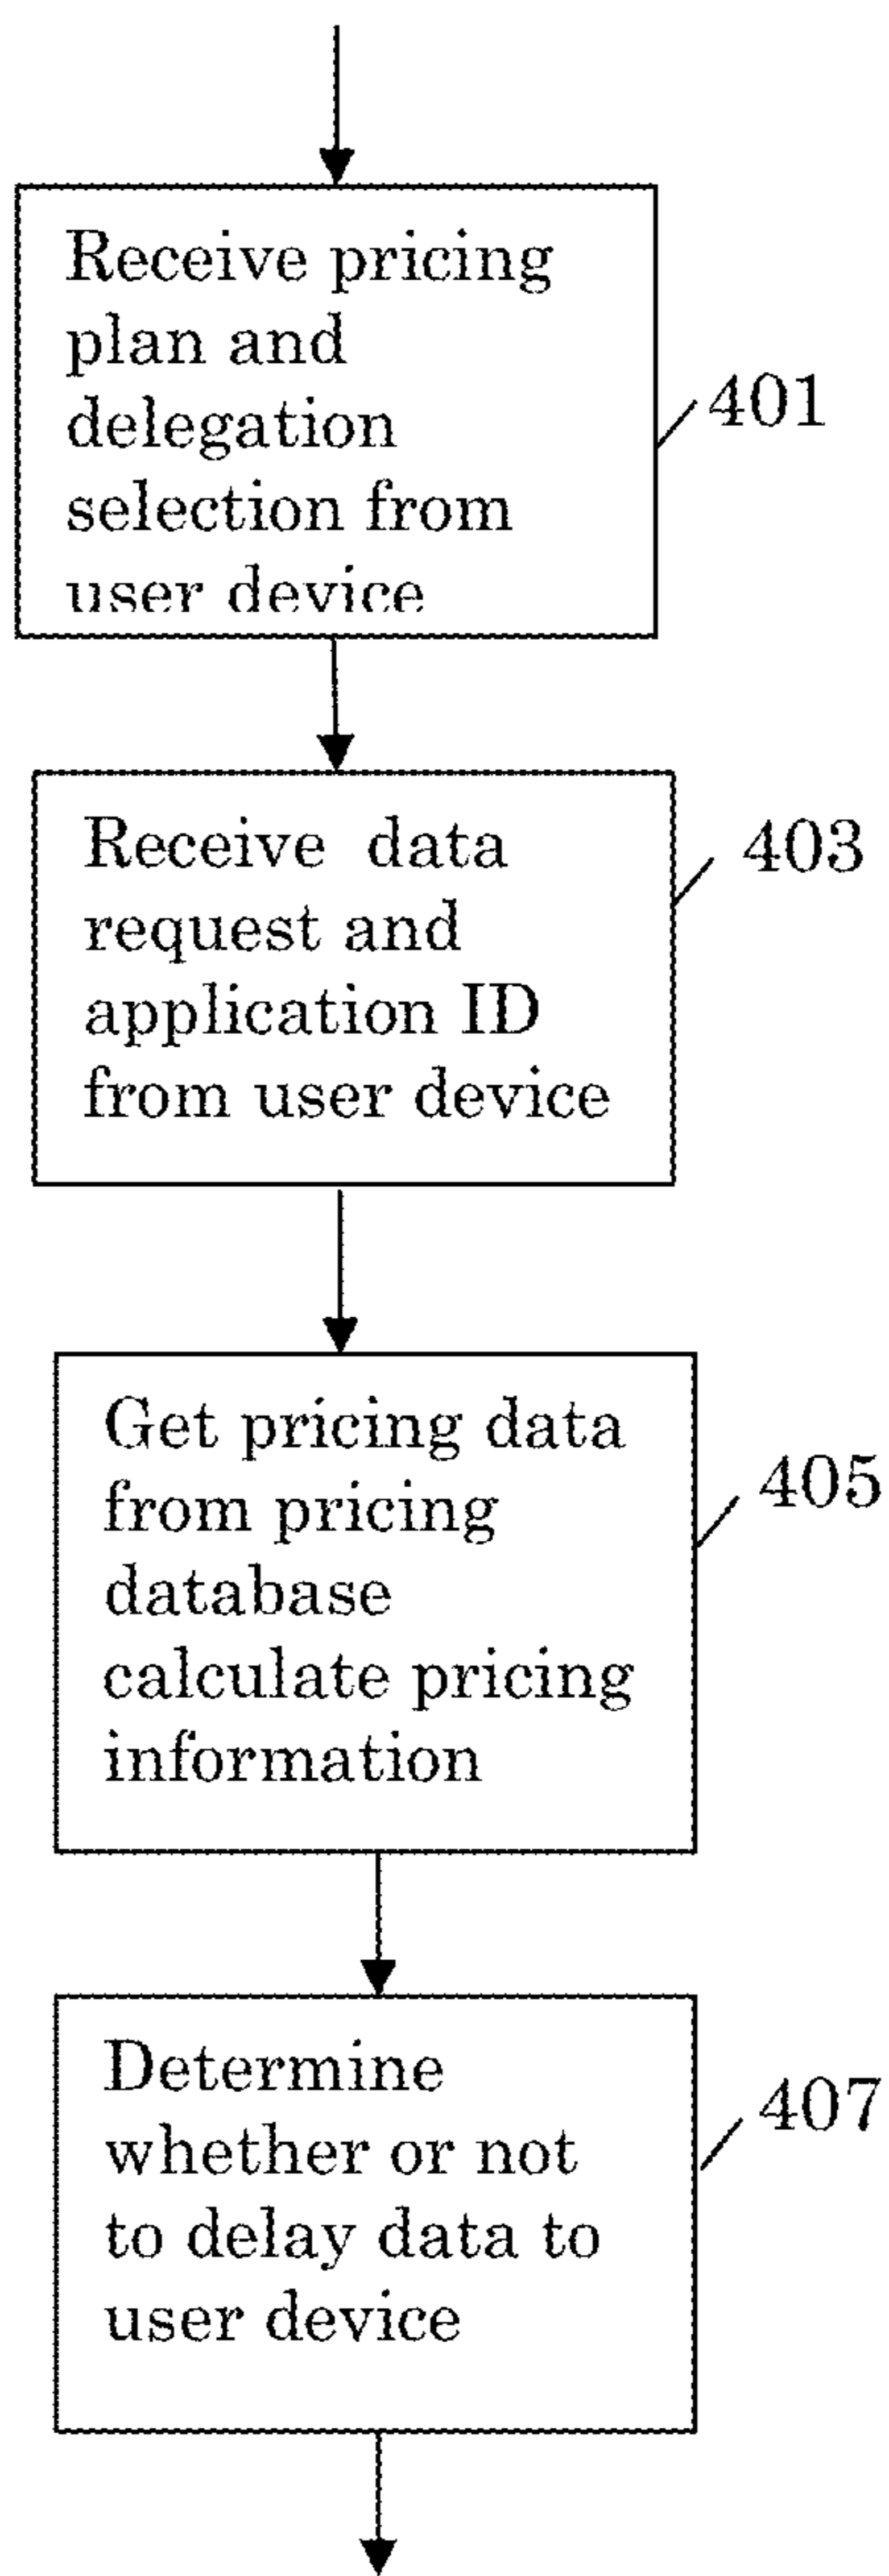 Receive pricing
plan and
delegation
selection from
user device
401
Receive data
request and
application ID
from user device
403
Get pricing data
from pricing
database
calculate pricing
information
405
Determine
whether or not
to delay data to
user device
407